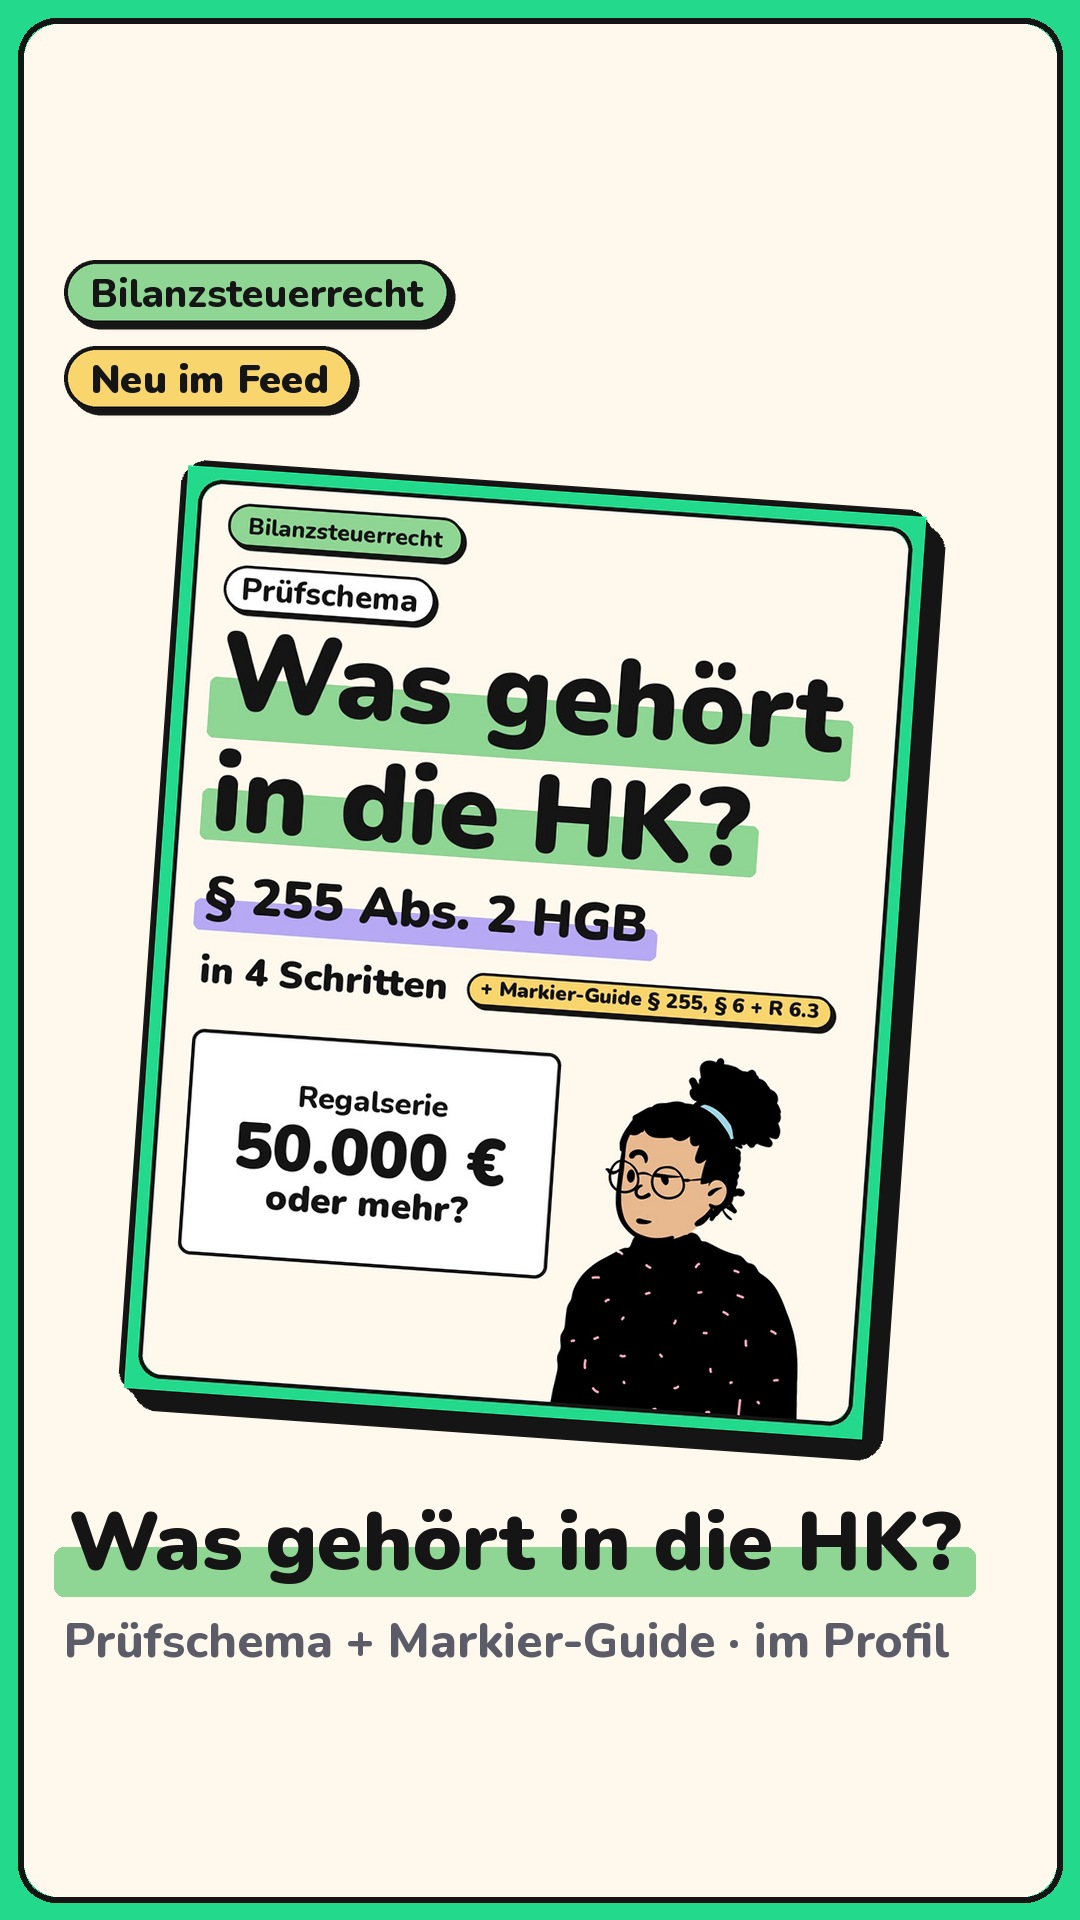 Bilanzsteuerrecht
Neu im Feed
Bilanzsteuerrecht
Prüfschema
Was gehört
in die HK?
§ 255 Abs. 2 HGB
in 4 Schritten + Markier-Guide § 255, § 6 + R 6.3
Regalserie
50.000 €
oder mehr?
Was gehört in die HK?
Prüfschema + Markier-Guide · im Profil